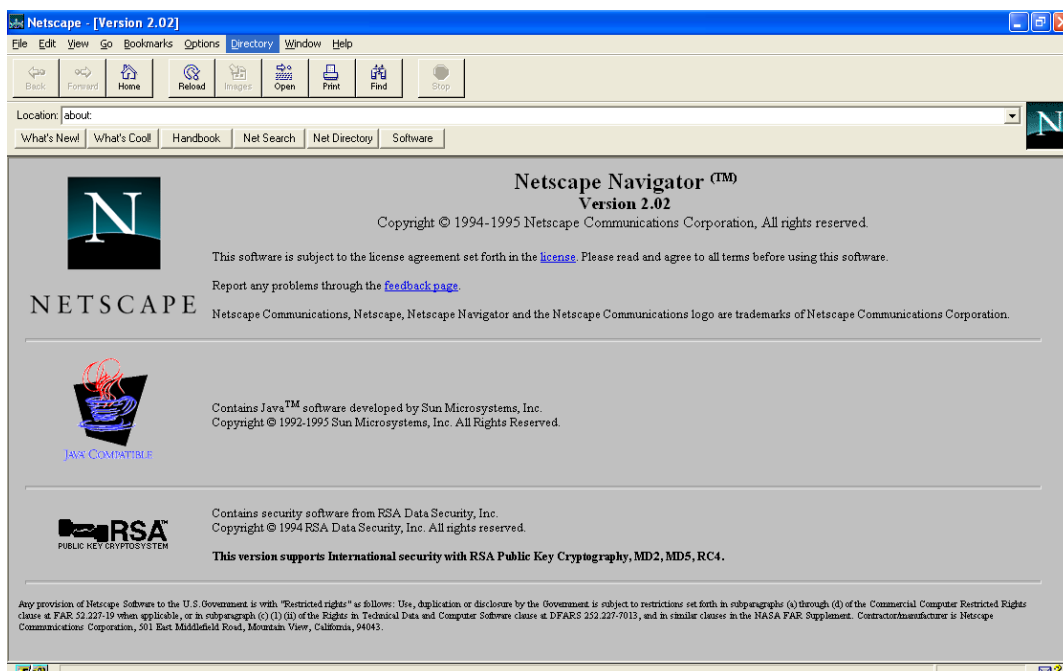 Netscape - [Version 2.02]
File Edit View Go Bookmarks Options Directory Window Help
Back Forward Home Reload Images Open Print Find Stop
Location: about:
N
What's New! What's Cool! Handbook Net Search Net Directory Software
N
NETSCAPE
Netscape Navigator (TM)
Version 2.02
Copyright © 1994-1995 Netscape Communications Corporation, All rights reserved.
This software is subject to the license agreement set forth in the license. Please read and agree to all terms before using this software.
Report any problems through the feedback page.
Netscape Communications, Netscape, Netscape Navigator and the Netscape Communications logo are trademarks of Netscape Communications Corporation.
JAVA COMPATIBLE
Contains Java™ software developed by Sun Microsystems, Inc.
Copyright © 1992-1995 Sun Microsystems, Inc. All Rights Reserved.
RSA™
PUBLIC KEY CRYPTOSYSTEM
Contains security software from RSA Data Security, Inc.
Copyright © 1994 RSA Data Security, Inc. All rights reserved.
This version supports International security with RSA Public Key Cryptography, MD2, MD5, RC4.
Any provision of Netscape Software to the U.S.Government is with "Restricted rights" as follows: Use, duplication or disclosure by the Government is subject to restrictions set forth in subparagraphs (a) through (d) of the Commercial Computer Restricted Rights
clause at FAR 52.227-19 when applicable, or in subparagraph (c) (1) (ii) of the Rights in Technical Data and Computer Software clause at DFARS 252.227-7013, and in similar clauses in the NASA FAR Supplement. Contractor/manufacturer is Netscape
Communications Corporation, 501 East Middlefield Road, Mountain View, California, 94043.